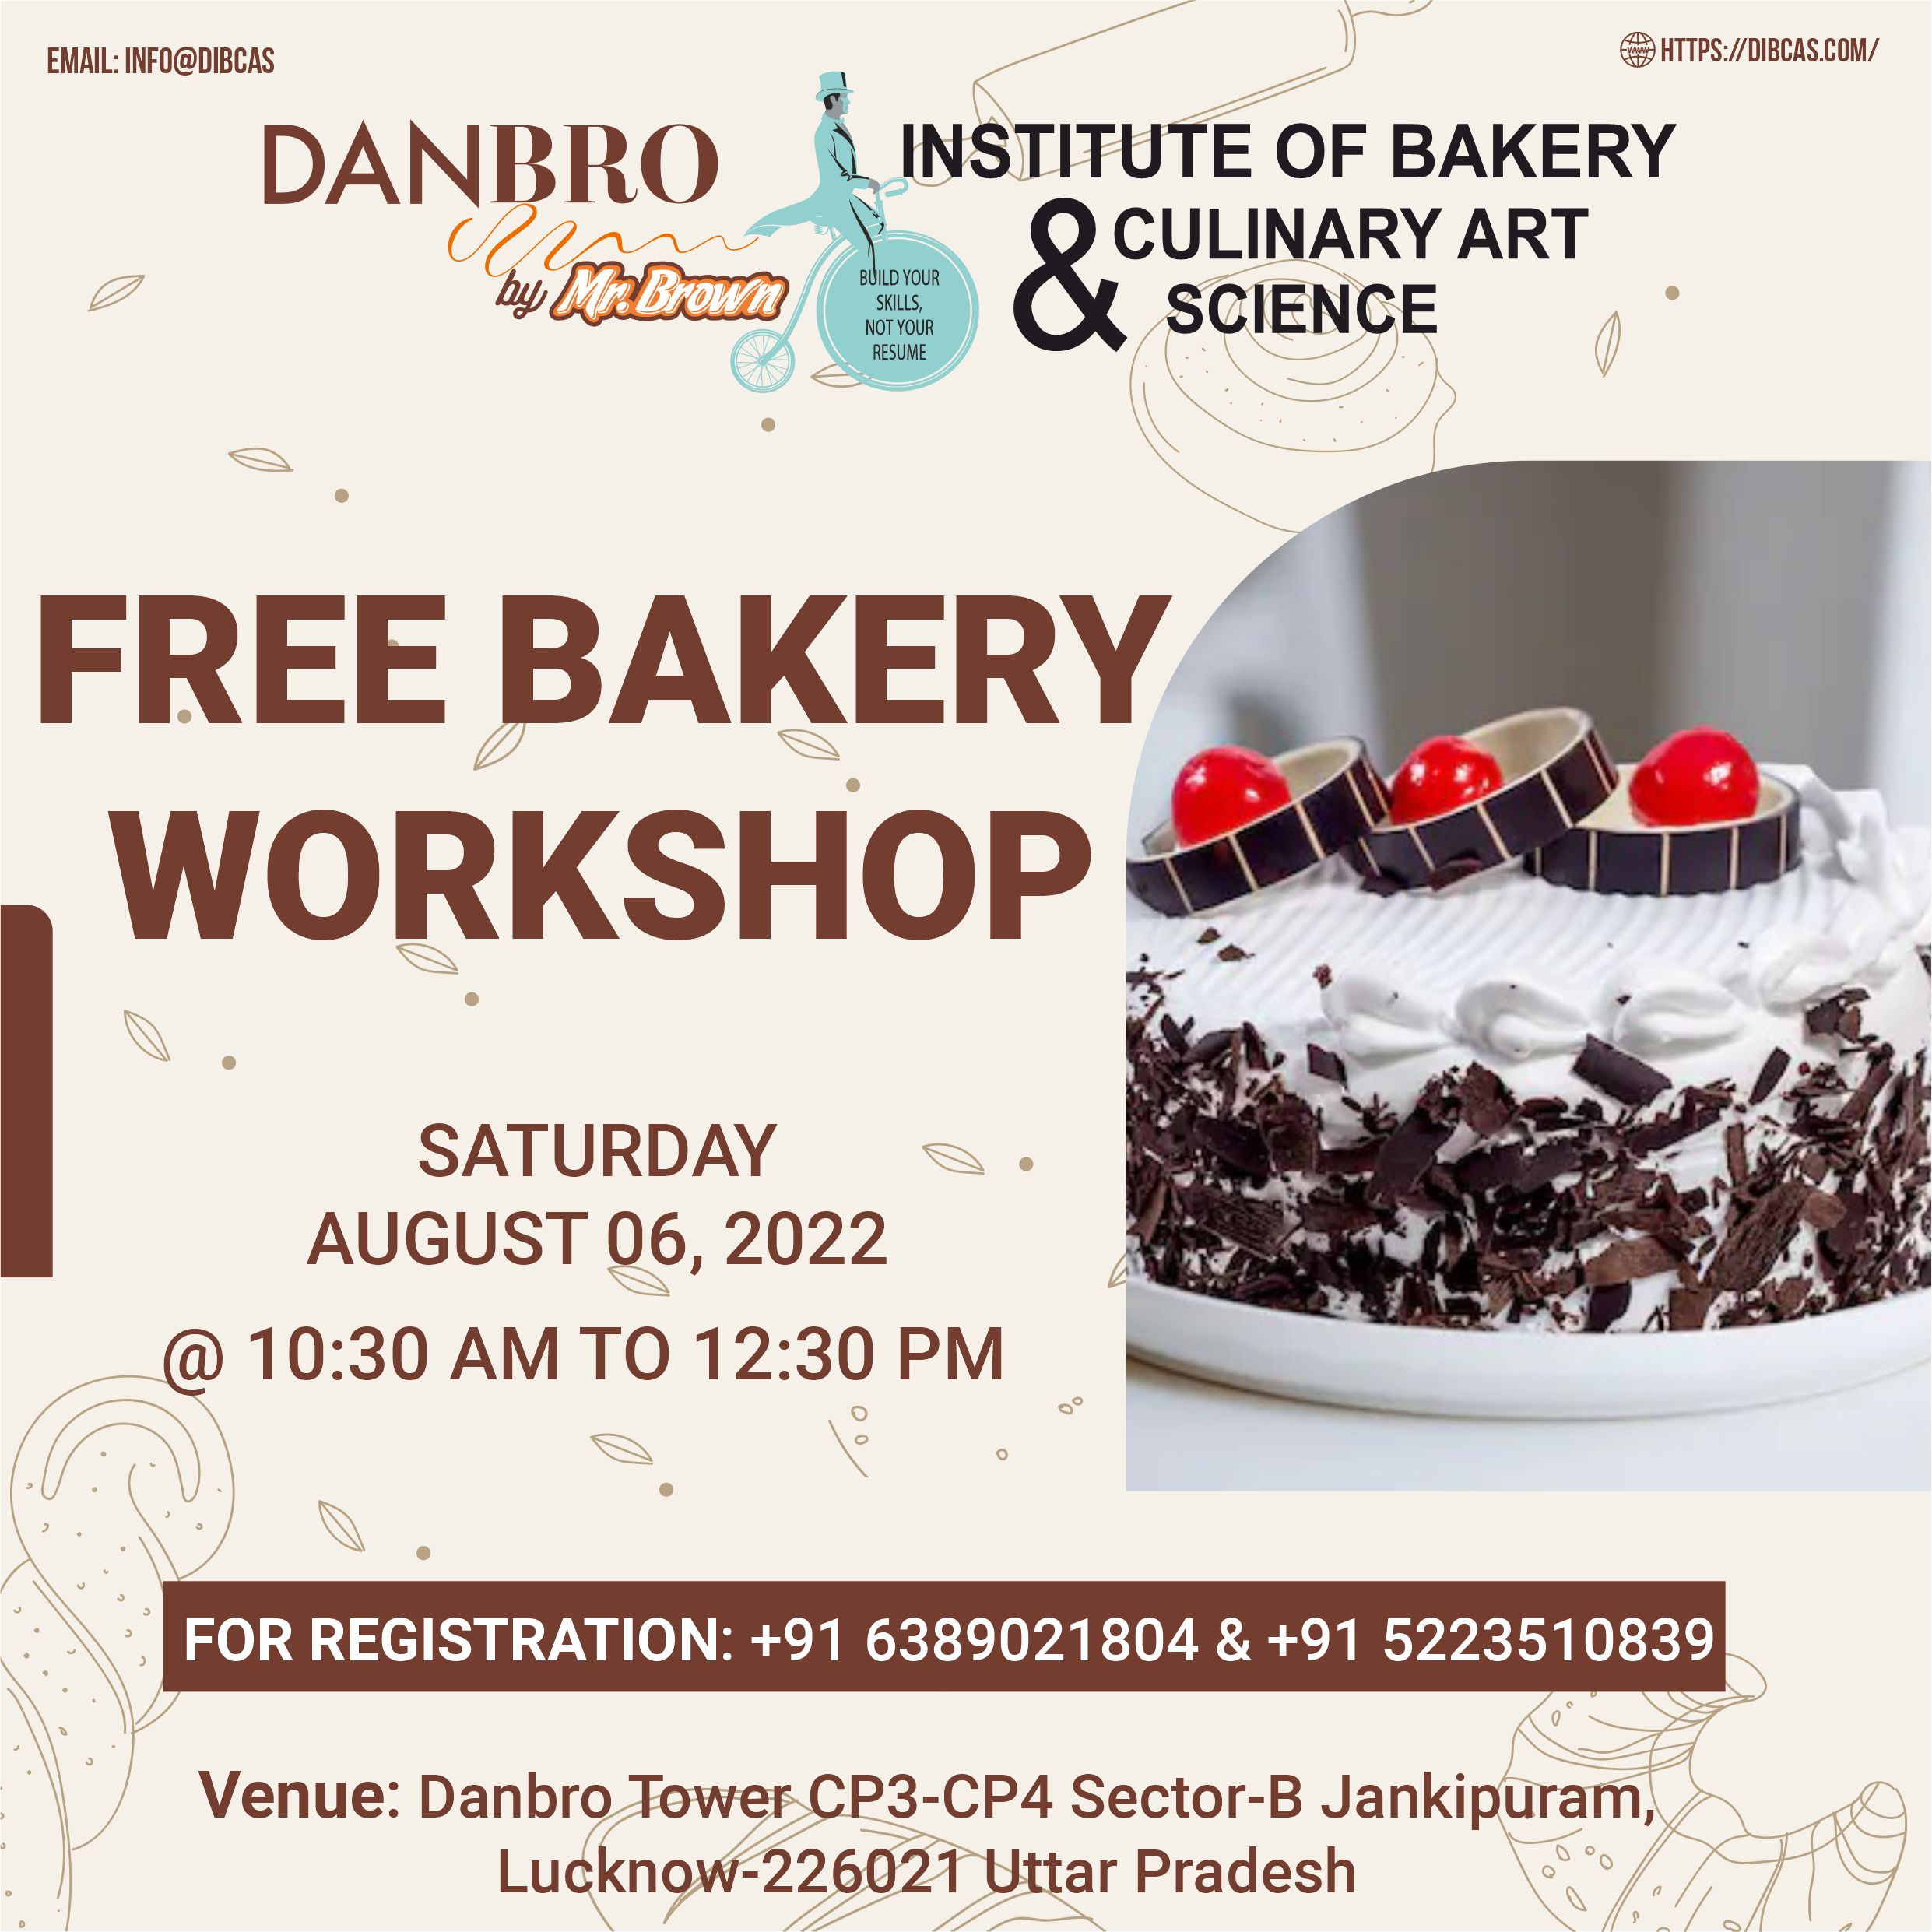 EMAIL: INFO@DIBCAS
HTTPS://DIBCAS.COM/
DANBRO
by Mr. Brown
BUILD YOUR
SKILLS,
NOT YOUR
RESUME
INSTITUTE OF BAKERY
& CULINARY ART
SCIENCE
FREE BAKERY
WORKSHOP
SATURDAY
AUGUST 06, 2022
@ 10:30 AM TO 12:30 PM
FOR REGISTRATION: +91 6389021804 & +91 5223510839
Venue: Danbro Tower CP3-CP4 Sector-B Jankipuram,
Lucknow-226021 Uttar Pradesh